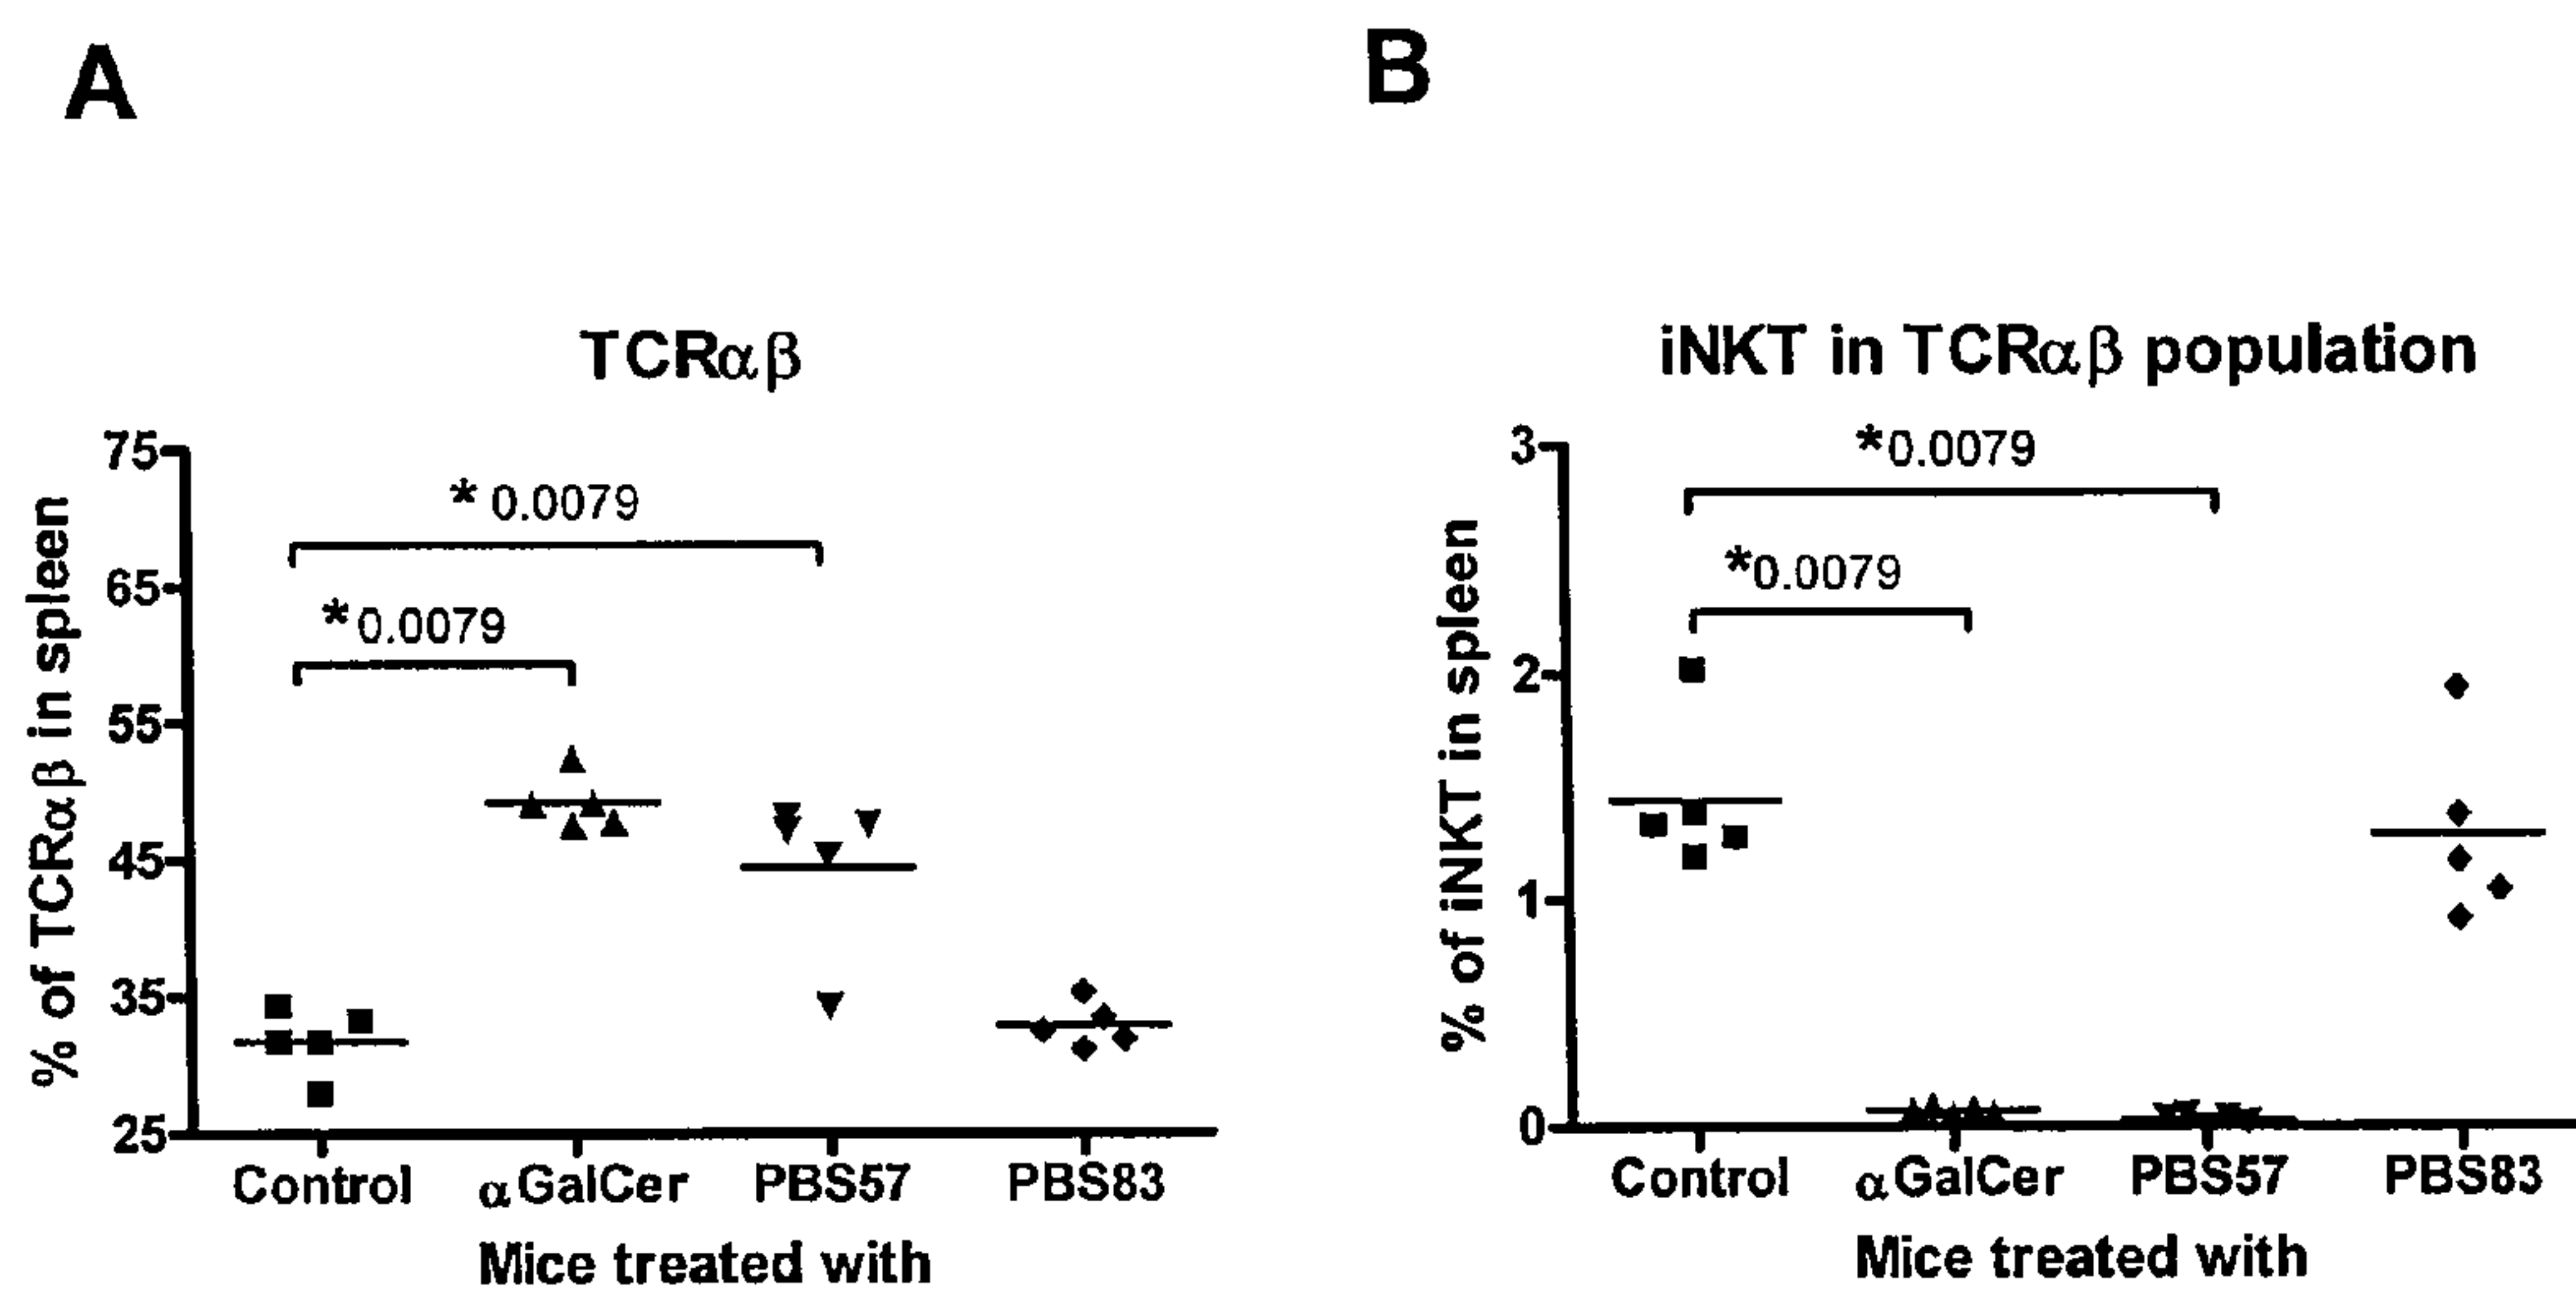 A
B
TCRαβ
iNKT in TCRαβ population
% of TCRαβ in spleen
75
65
55
45
35
25
* 0.0079
*0.0079
Control
αGalCer
PBS57
PBS83
Mice treated with
% of iNKT in spleen
3
2
1
0
*0.0079
*0.0079
Control
αGalCer
PBS57
PBS83
Mice treated with